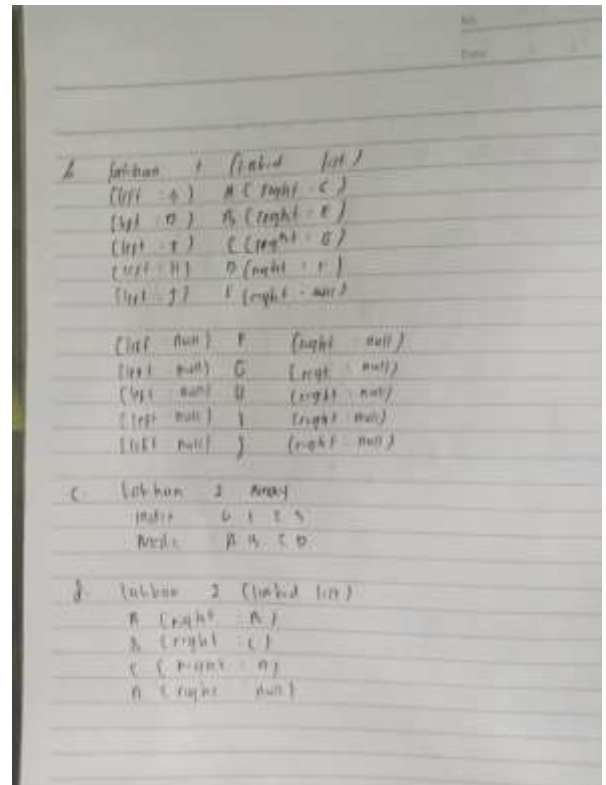 Latihan 1 (linked list)
(left : ) A (right : C)
(left : D) B (right : E)
(left : F) C (right : G)
(left : H) D (right : I)
(left : J) E (right : null)
(left null) F (right null)
(left null) G (right : null)
(left null) H (right : null)
(left null) I (right : null)
(left null) J (right : null)
c. Latihan 2 Array
Index 0 1 2 3
Node A B C D
d. Latihan 2 (linked list)
A (right : B)
B (right : C)
C (right : D)
D (right null)